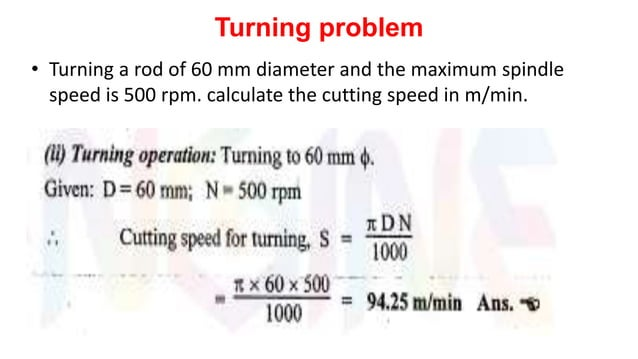 Turning problem
• Turning a rod of 60 mm diameter and the maximum spindle
speed is 500 rpm. calculate the cutting speed in m/min.
(ii) Turning operation: Turning to 60 mm ϕ.
Given: D = 60 mm; N = 500 rpm
∴ Cutting speed for turning, S = π D N / 1000
= π × 60 × 500 / 1000 = 94.25 m/min Ans.